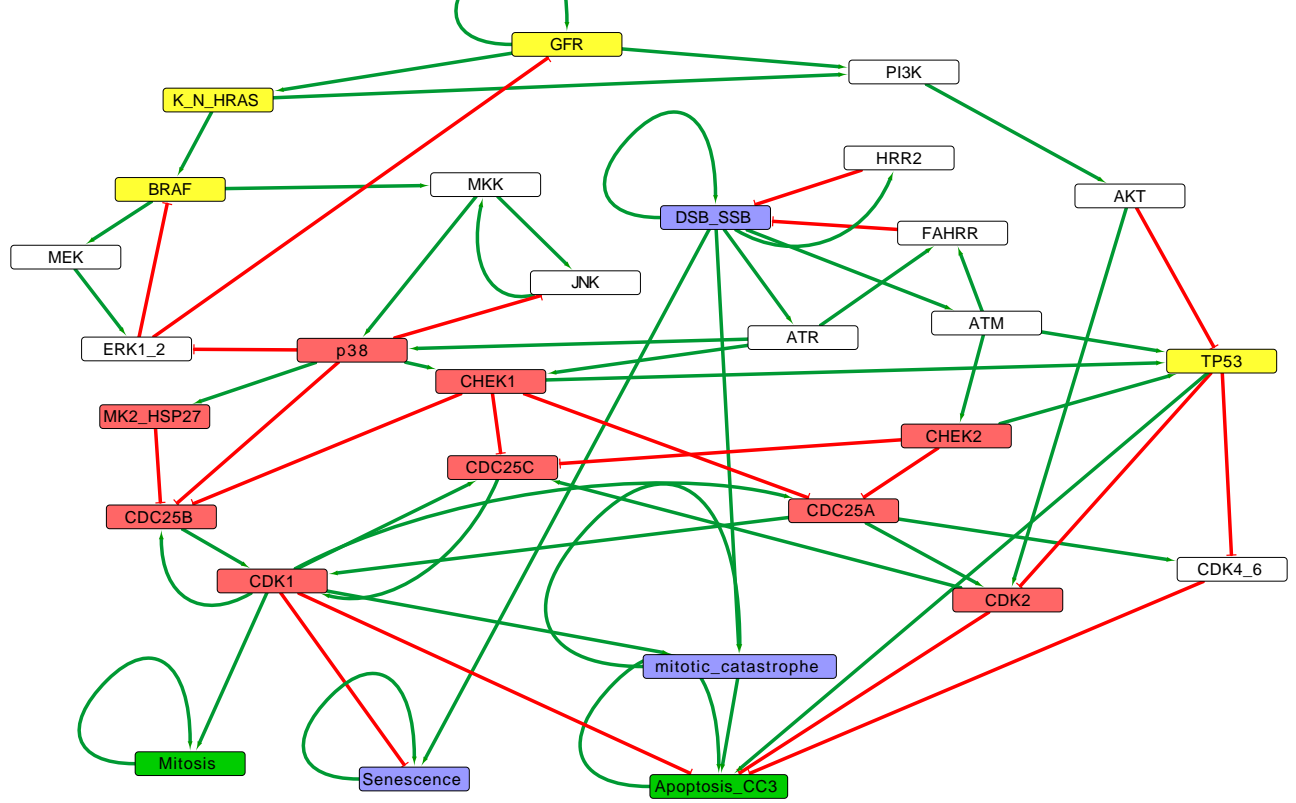 GFR
PI3K
K_N_HRAS
HRR2
BRAF
MKK
AKT
DSB_SSB
FAHRR
MEK
JNK
ATM
ATR
ERK1_2
p38
TP53
CHEK1
MK2_HSP27
CHEK2
CDC25C
CDC25A
CDC25B
CDK4_6
CDK1
CDK2
mitotic_catastrophe
Mitosis
Senescence
Apoptosis_CC3